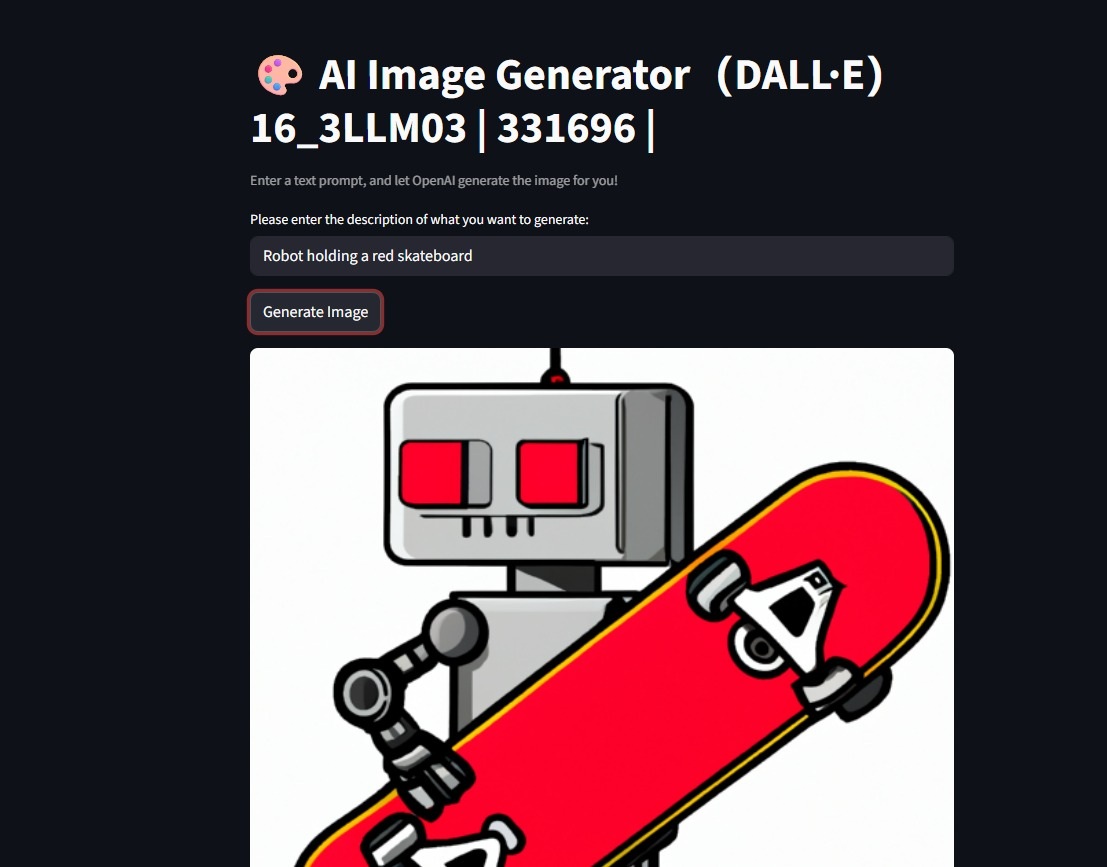 AI Image Generator（DALL·E）
16_3LLM03 | 331696 |
Enter a text prompt, and let OpenAI generate the image for you!
Please enter the description of what you want to generate:
Robot holding a red skateboard
Generate Image